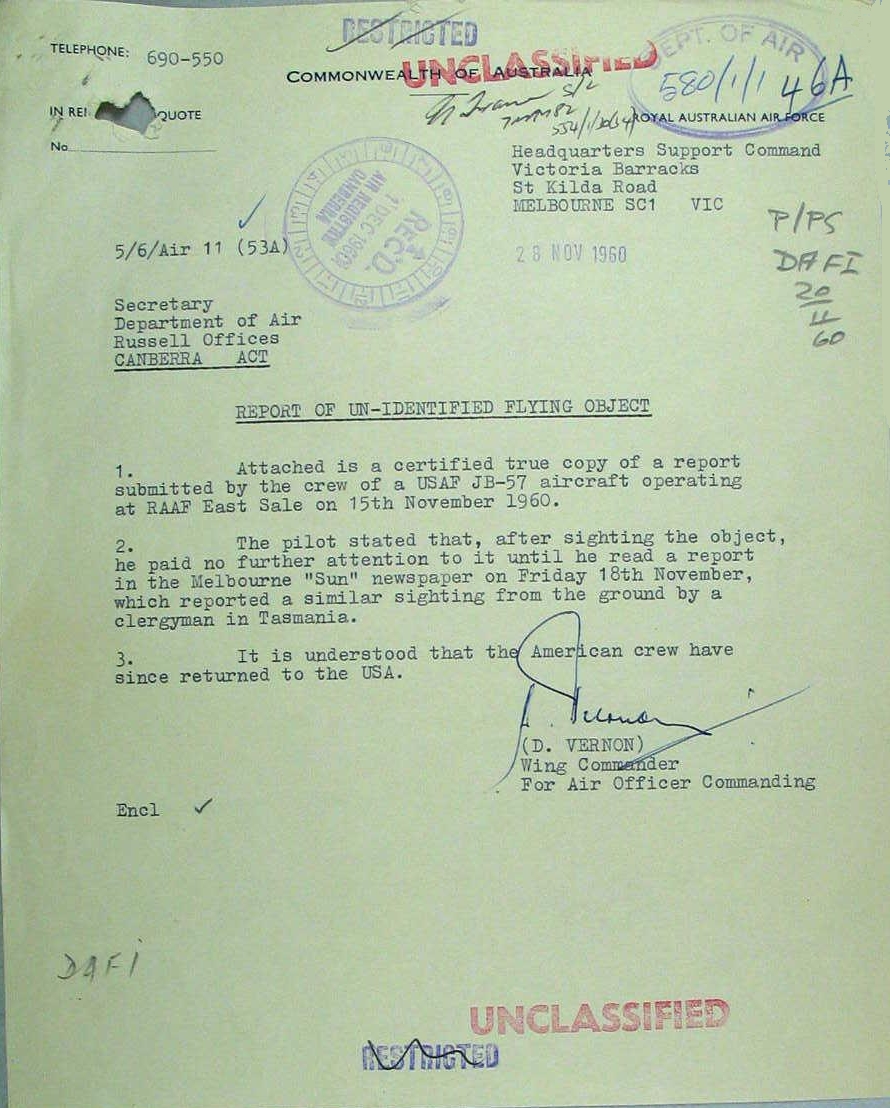 RESTRICTED
TELEPHONE: 690-550
UNCLASSIFIED
COMMONWEALTH OF AUSTRALIA
DEPT. OF AIR
580/1/1 46A
IN REPLY QUOTE
ROYAL AUSTRALIAN AIR FORCE
No.
Headquarters Support Command
Victoria Barracks
St Kilda Road
MELBOURNE SC1 VIC
P/PS
DAFI
20
11
60
RECD.
1 DEC 1960
AIR REGISTRY
CANBERRA
5/6/Air 11 (53A)
28 NOV 1960
Secretary
Department of Air
Russell Offices
CANBERRA ACT
REPORT OF UN-IDENTIFIED FLYING OBJECT
1. Attached is a certified true copy of a report
submitted by the crew of a USAF JB-57 aircraft operating
at RAAF East Sale on 15th November 1960.
2. The pilot stated that, after sighting the object,
he paid no further attention to it until he read a report
in the Melbourne "Sun" newspaper on Friday 18th November,
which reported a similar sighting from the ground by a
clergyman in Tasmania.
3. It is understood that the American crew have
since returned to the USA.
D. Vernon
(D. VERNON)
Wing Commander
For Air Officer Commanding
Encl
DAFI
UNCLASSIFIED
RESTRICTED